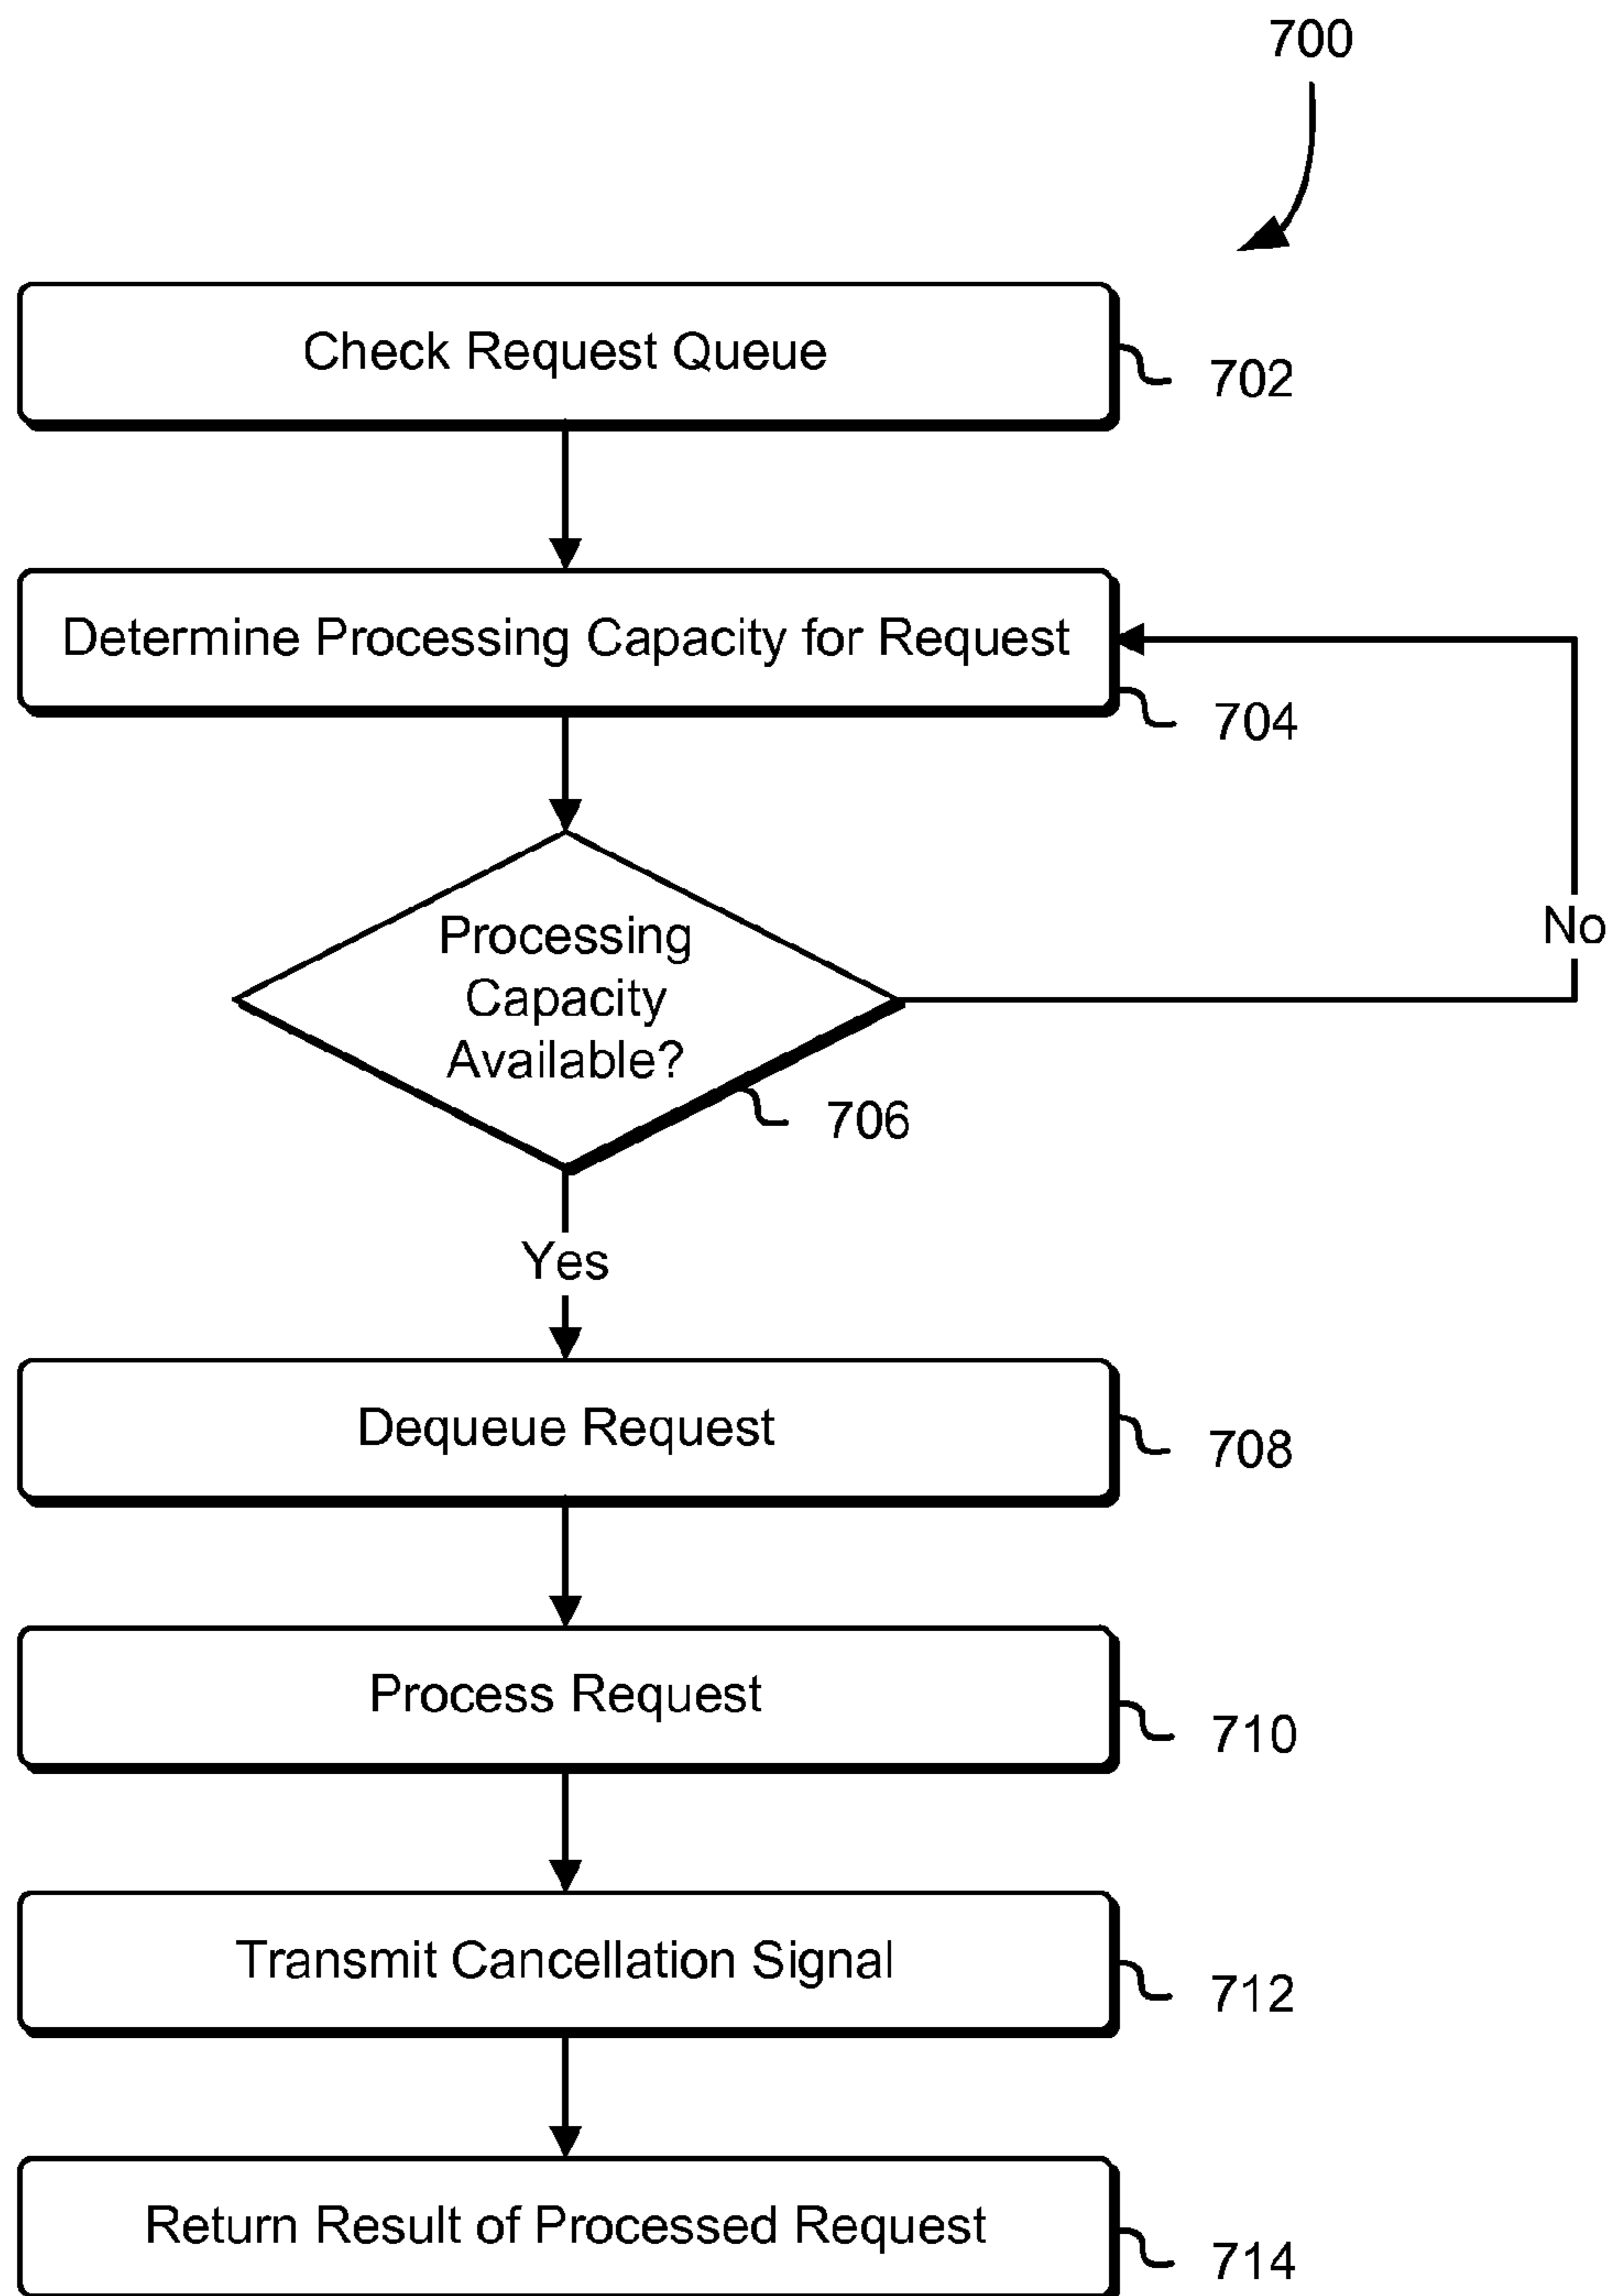 700
Check Request Queue
702
Determine Processing Capacity for Request
704
Processing
Capacity
Available?
No
706
Yes
Dequeue Request
708
Process Request
710
Transmit Cancellation Signal
712
Return Result of Processed Request
714